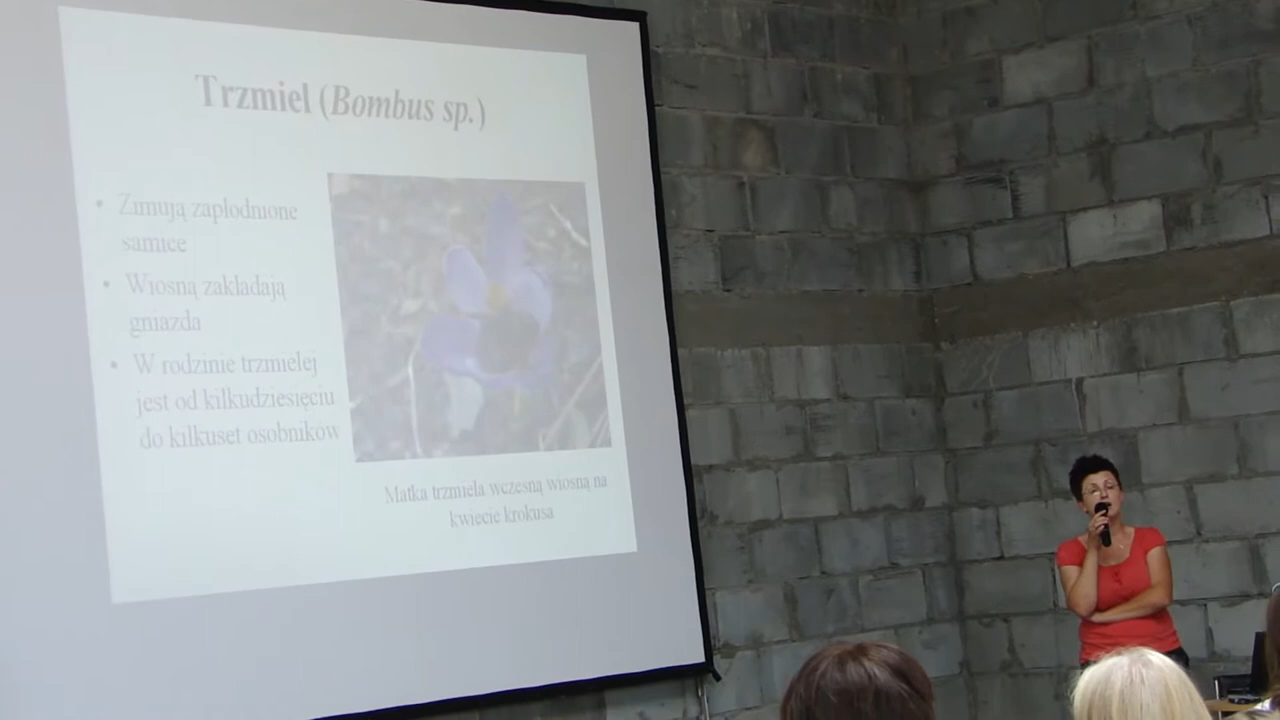 Trzmiel (Bombus sp.)
• Zimują zapłodnione
samice
• Wiosną zakładają
gniazda
• W rodzinie trzmielej
jest od kilkudziesięciu
do kilkuset osobników
Matka trzmiela wczesną wiosną na
kwiecie krokusa